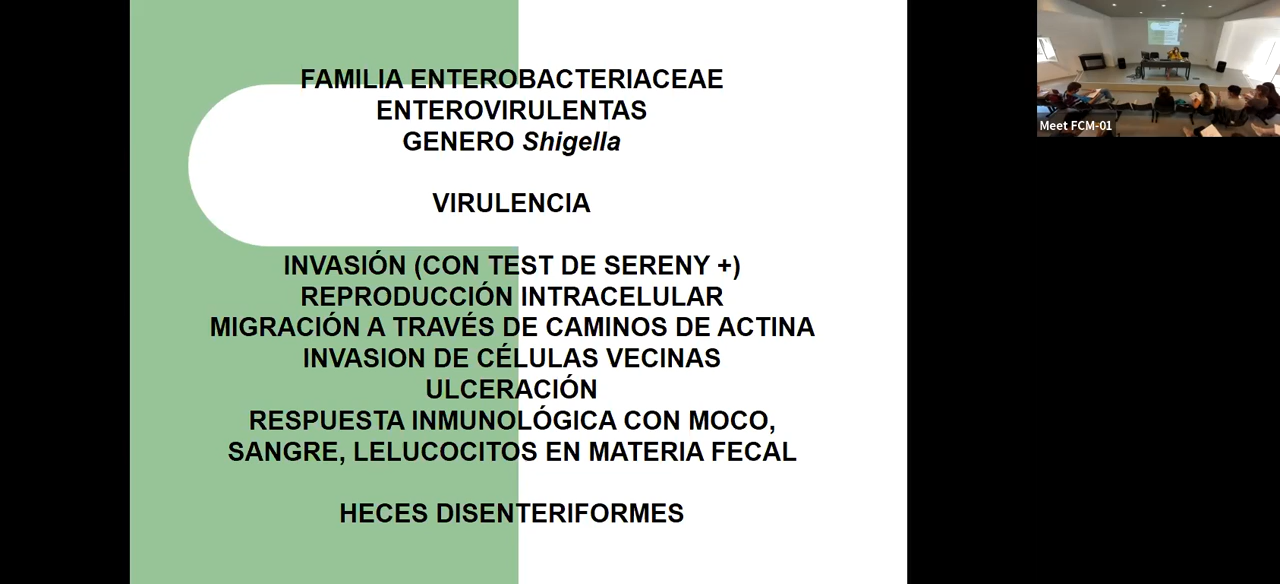 FAMILIA ENTEROBACTERIACEAE
ENTEROVIRULENTAS
GENERO Shigella
VIRULENCIA
INVASIÓN (CON TEST DE SERENY +)
REPRODUCCIÓN INTRACELULAR
MIGRACIÓN A TRAVÉS DE CAMINOS DE ACTINA
INVASION DE CÉLULAS VECINAS
ULCERACIÓN
RESPUESTA INMUNOLÓGICA CON MOCO,
SANGRE, LELUCOCITOS EN MATERIA FECAL
HECES DISENTERIFORMES
Meet FCM-01